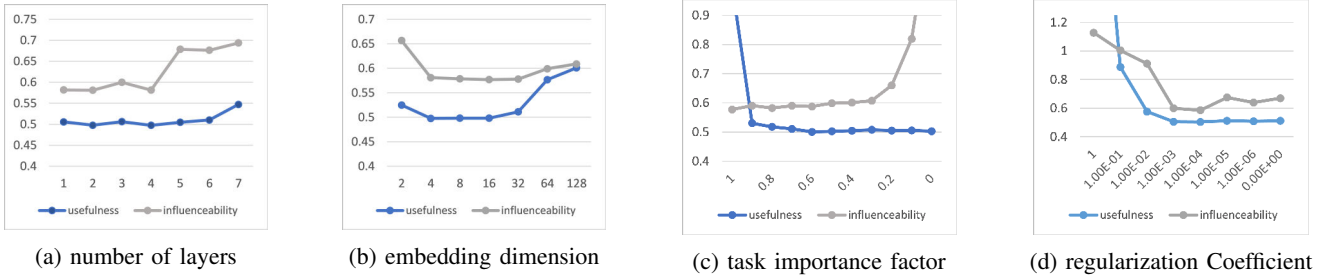 0.75
0.7
0.65
0.6
0.55
0.5
0.45
0.4
1 2 3 4 5 6 7
usefulness influenceability
(a) number of layers
0.7
0.65
0.6
0.55
0.5
0.45
0.4
2 4 8 16 32 64 128
usefulness influenceability
(b) embedding dimension
0.9
0.8
0.7
0.6
0.5
0.4
1 0.8 0.6 0.4 0.2 0
usefulness influenceability
(c) task importance factor
1.2
1
0.8
0.6
0.4
1 1.00E-01 1.00E-02 1.00E-03 1.00E-04 1.00E-05 1.00E-06 0.00E+00
usefulness influenceability
(d) regularization Coefficient